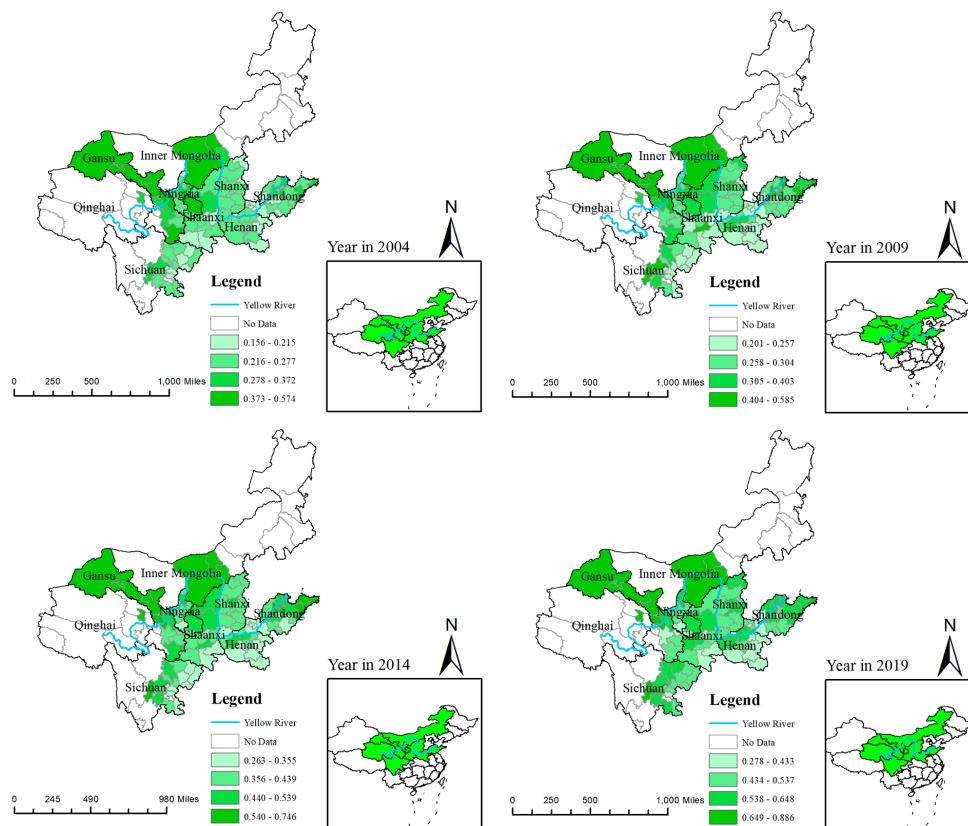 N
Inner Mongolia
Gansu
Shanxi
Ningxia
Shandong
Qinghai
Shaanxi
Henan
Sichuan
Year in 2004
Legend
Yellow River
No Data
0.156 - 0.215
0.216 - 0.277
0.278 - 0.372
0.373 - 0.574
0 250 500 1,000 Miles
N
Inner Mongolia
Gansu
Shanxi
Ningxia
Shandong
Qinghai
Shaanxi
Henan
Sichuan
Year in 2009
Legend
Yellow River
No Data
0.201 - 0.257
0.258 - 0.304
0.305 - 0.403
0.404 - 0.585
0 250 500 1,000 Miles
N
Inner Mongolia
Gansu
Shanxi
Ningxia
Shandong
Qinghai
Shaanxi
Henan
Sichuan
Year in 2014
Legend
Yellow River
No Data
0.263 - 0.355
0.356 - 0.439
0.440 - 0.539
0.540 - 0.746
0 245 490 980 Miles
N
Inner Mongolia
Gansu
Shanxi
Ningxia
Shandong
Qinghai
Shaanxi
Henan
Sichuan
Year in 2019
Legend
Yellow River
No Data
0.278 - 0.433
0.434 - 0.537
0.538 - 0.648
0.649 - 0.886
0 250 500 1,000 Miles